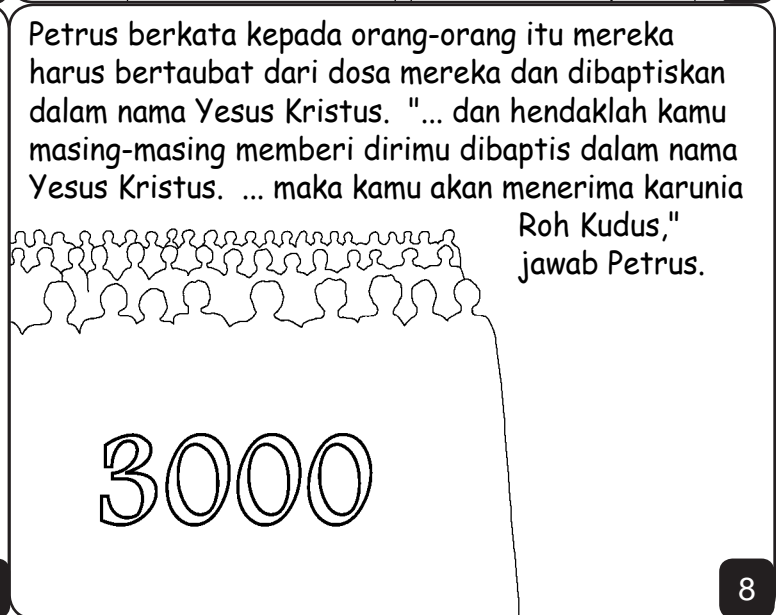 Petrus berkata kepada orang-orang itu mereka
harus bertaubat dari dosa mereka dan dibaptiskan
dalam nama Yesus Kristus. "... dan hendaklah kamu
masing-masing memberi dirimu dibaptis dalam nama
Yesus Kristus. ... maka kamu akan menerima karunia
Roh Kudus,"
jawab Petrus.
3000
8